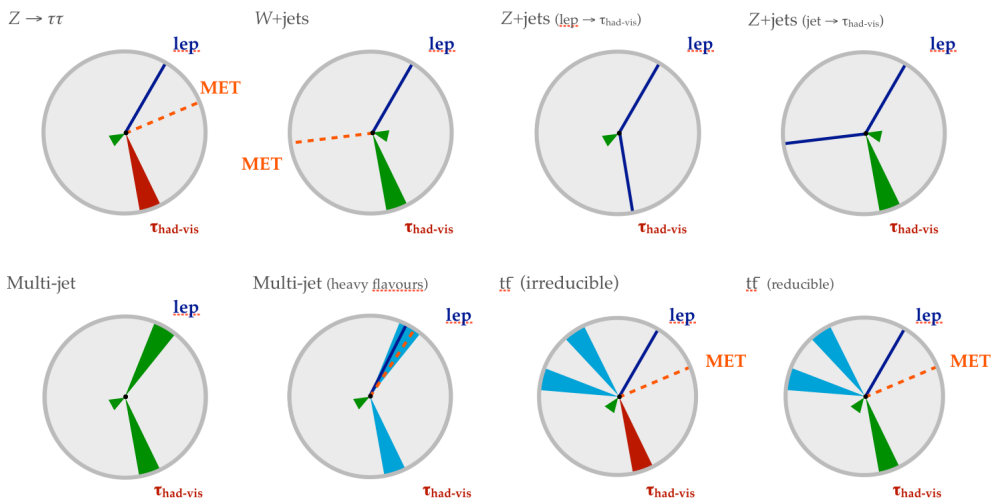 Z → ττ
W+jets
Z+jets (lep → τhad-vis)
Z+jets (jet → τhad-vis)
lep
MET
τhad-vis
lep
MET
τhad-vis
lep
τhad-vis
lep
τhad-vis
Multi-jet
Multi-jet (heavy flavours)
tt̄ (irreducible)
tt̄ (reducible)
lep
τhad-vis
lep
τhad-vis
lep
MET
τhad-vis
lep
MET
τhad-vis